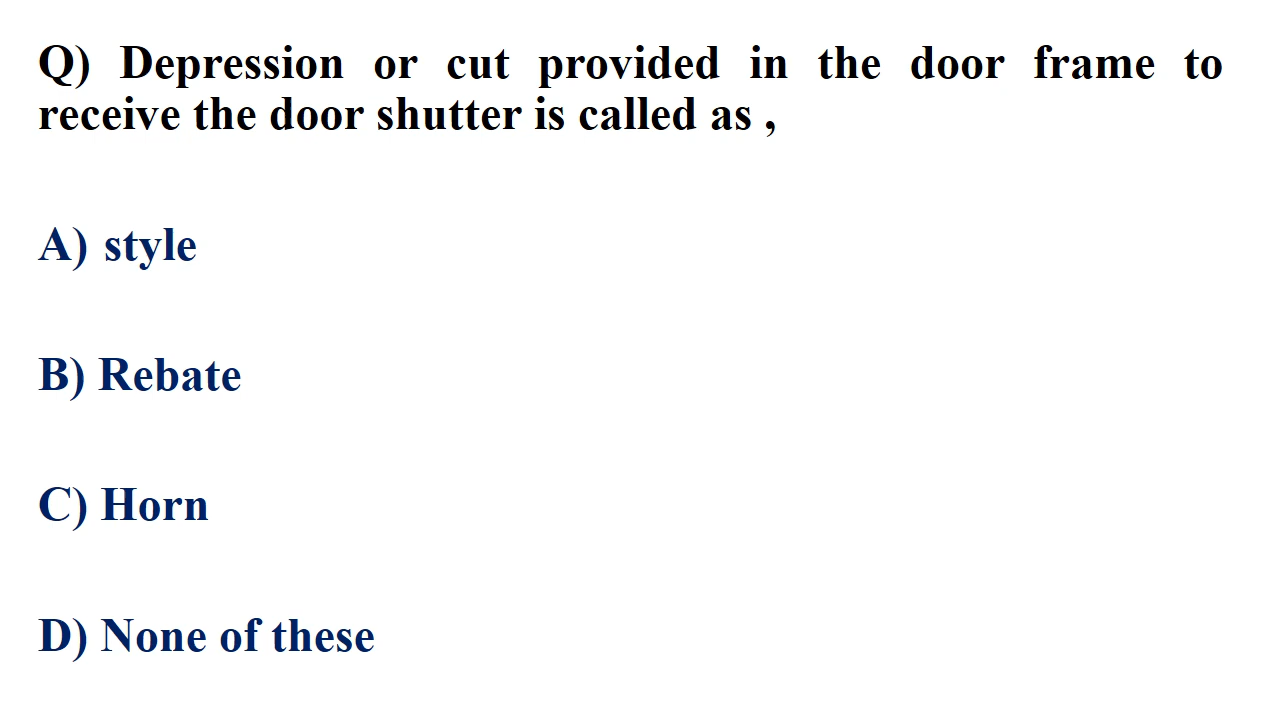 Q) Depression or cut provided in the door frame to
receive the door shutter is called as ,
A) style
B) Rebate
C) Horn
D) None of these